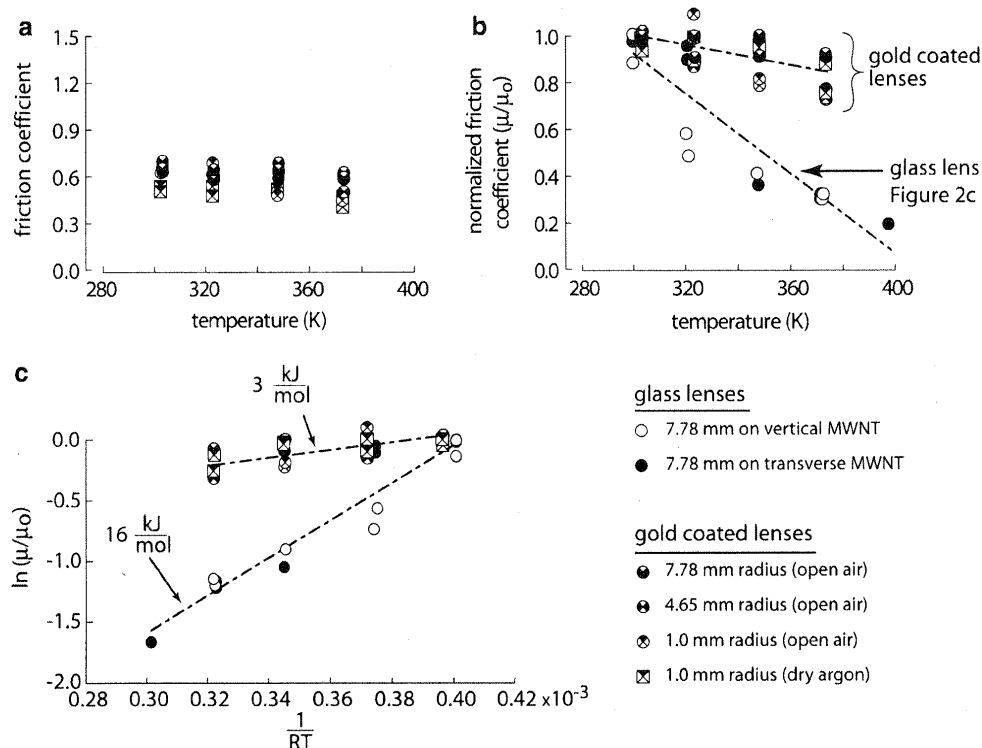 a
1.5
1.2
0.9
0.6
0.3
0.0
friction coefficient
280 320 360 400
temperature (K)
b
1.0
0.8
0.6
0.4
0.2
0.0
normalized friction
coefficient (μ/μo)
280 320 360 400
temperature (K)
gold coated
lenses
glass lens
Figure 2c
c
3 kJ
mol
16 kJ
mol
0.0
-0.5
-1.0
-1.5
-2.0
ln (μ/μo)
0.28 0.30 0.32 0.34 0.36 0.38 0.40 0.42 x10-3
1
RT
glass lenses
7.78 mm on vertical MWNT
7.78 mm on transverse MWNT
gold coated lenses
7.78 mm radius (open air)
4.65 mm radius (open air)
1.0 mm radius (open air)
1.0 mm radius (dry argon)